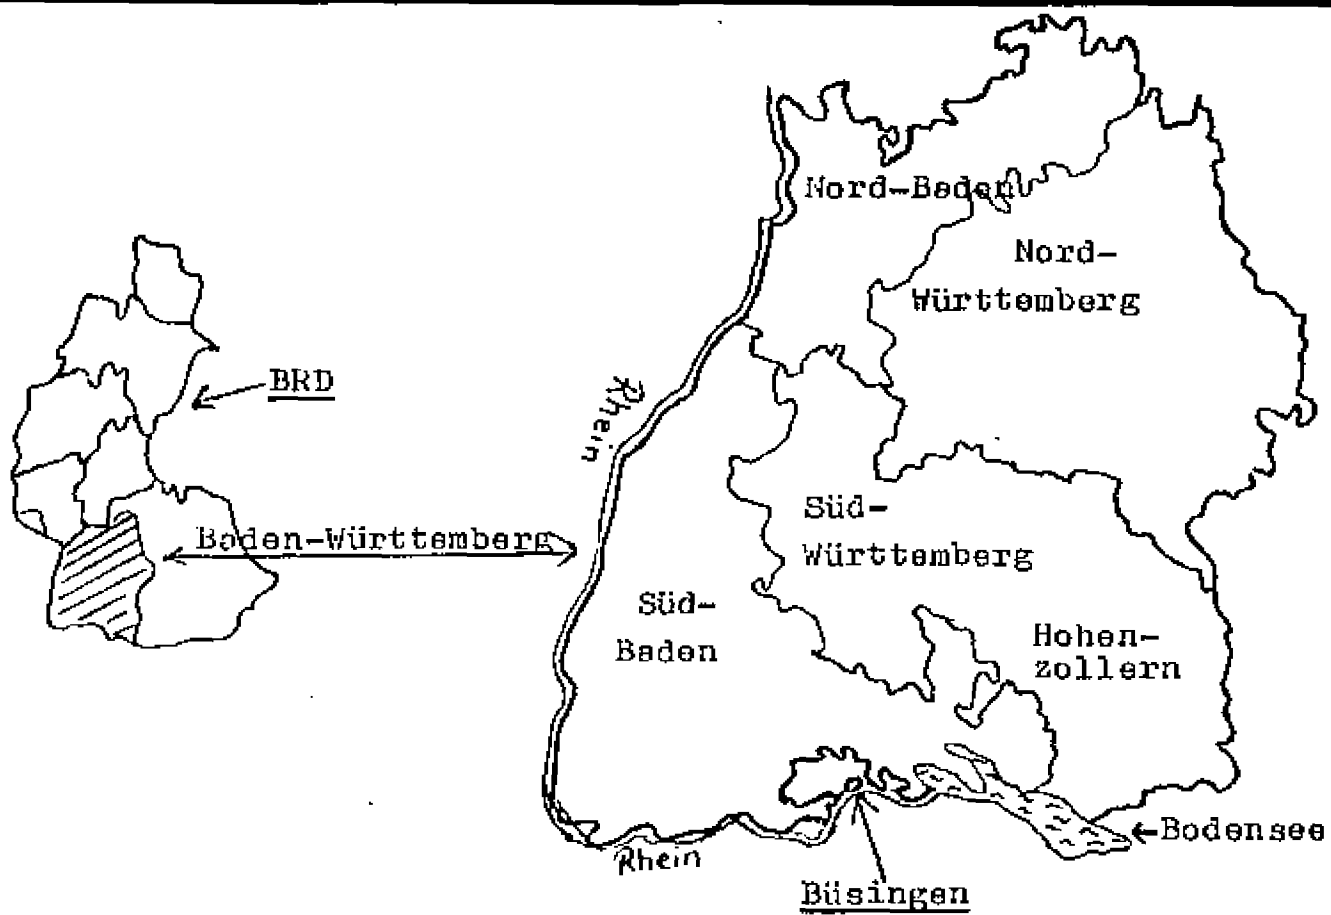 Nord-Baden
Nord-
Württemberg
BRD
Rhein
Baden-Württemberg
Süd-
Württemberg
Süd-
Baden
Hohen-
zollern
Bodensee
Rhein
Büsingen